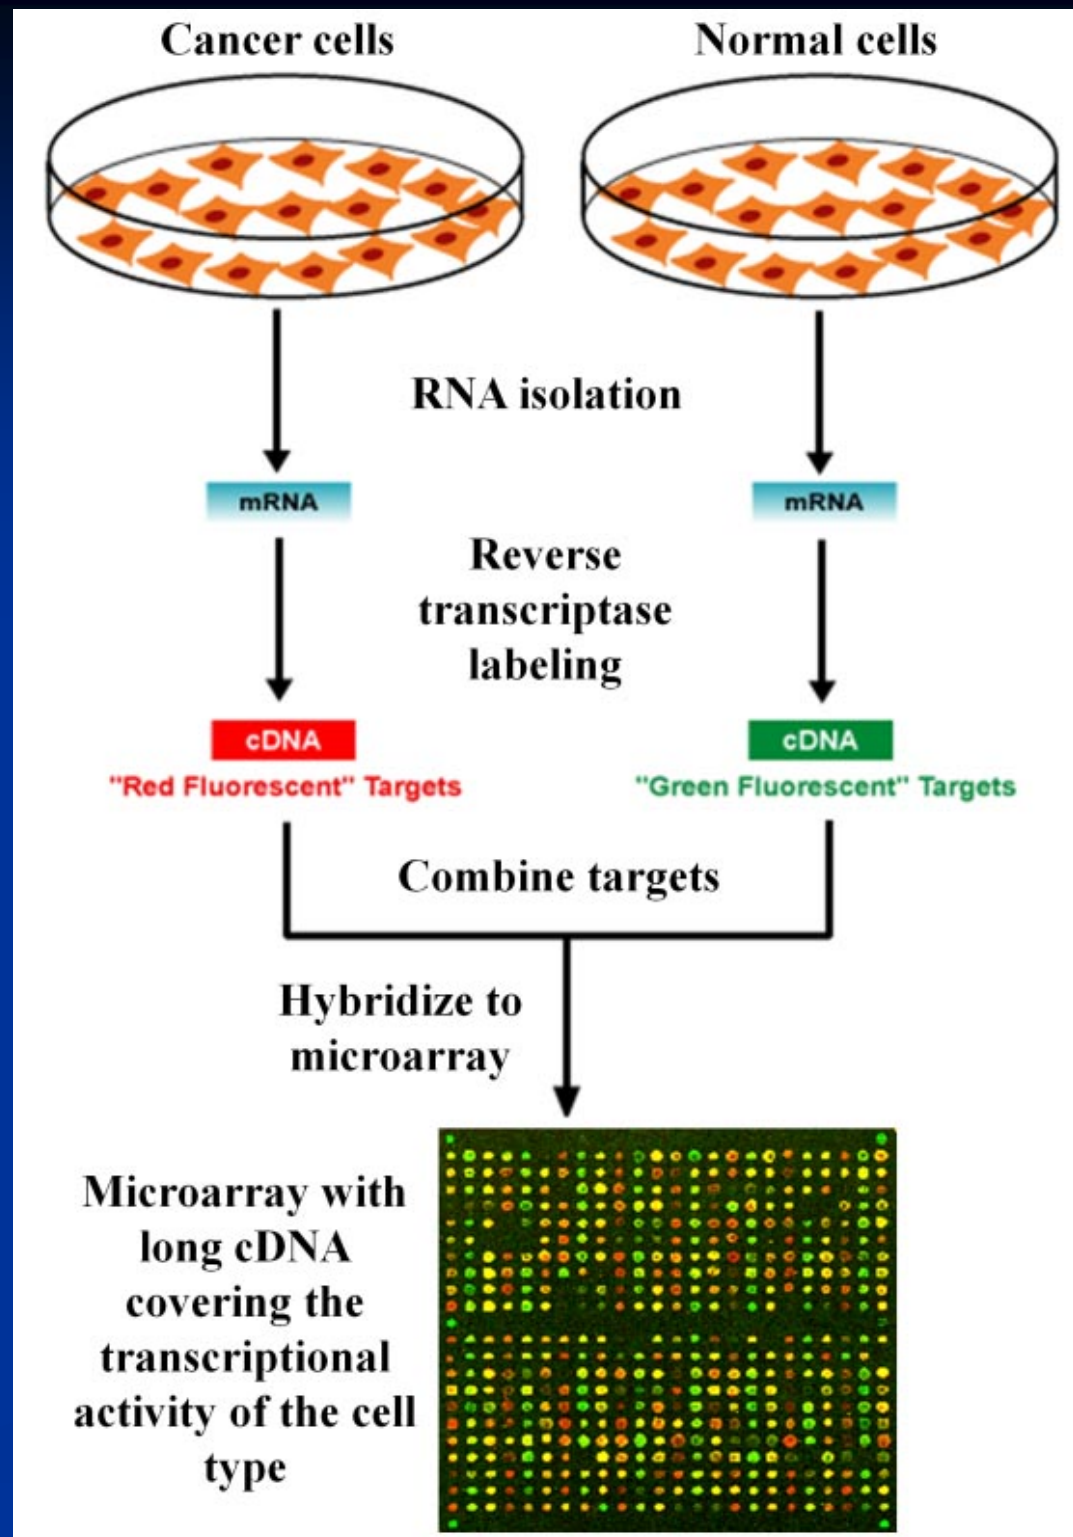 Cancer cells
Normal cells
RNA isolation
mRNA
mRNA
Reverse
transcriptase
labeling
cDNA
cDNA
"Red Fluorescent" Targets
"Green Fluorescent" Targets
Combine targets
Hybridize to
microarray
Microarray with
long cDNA
covering the
transcriptional
activity of the cell
type